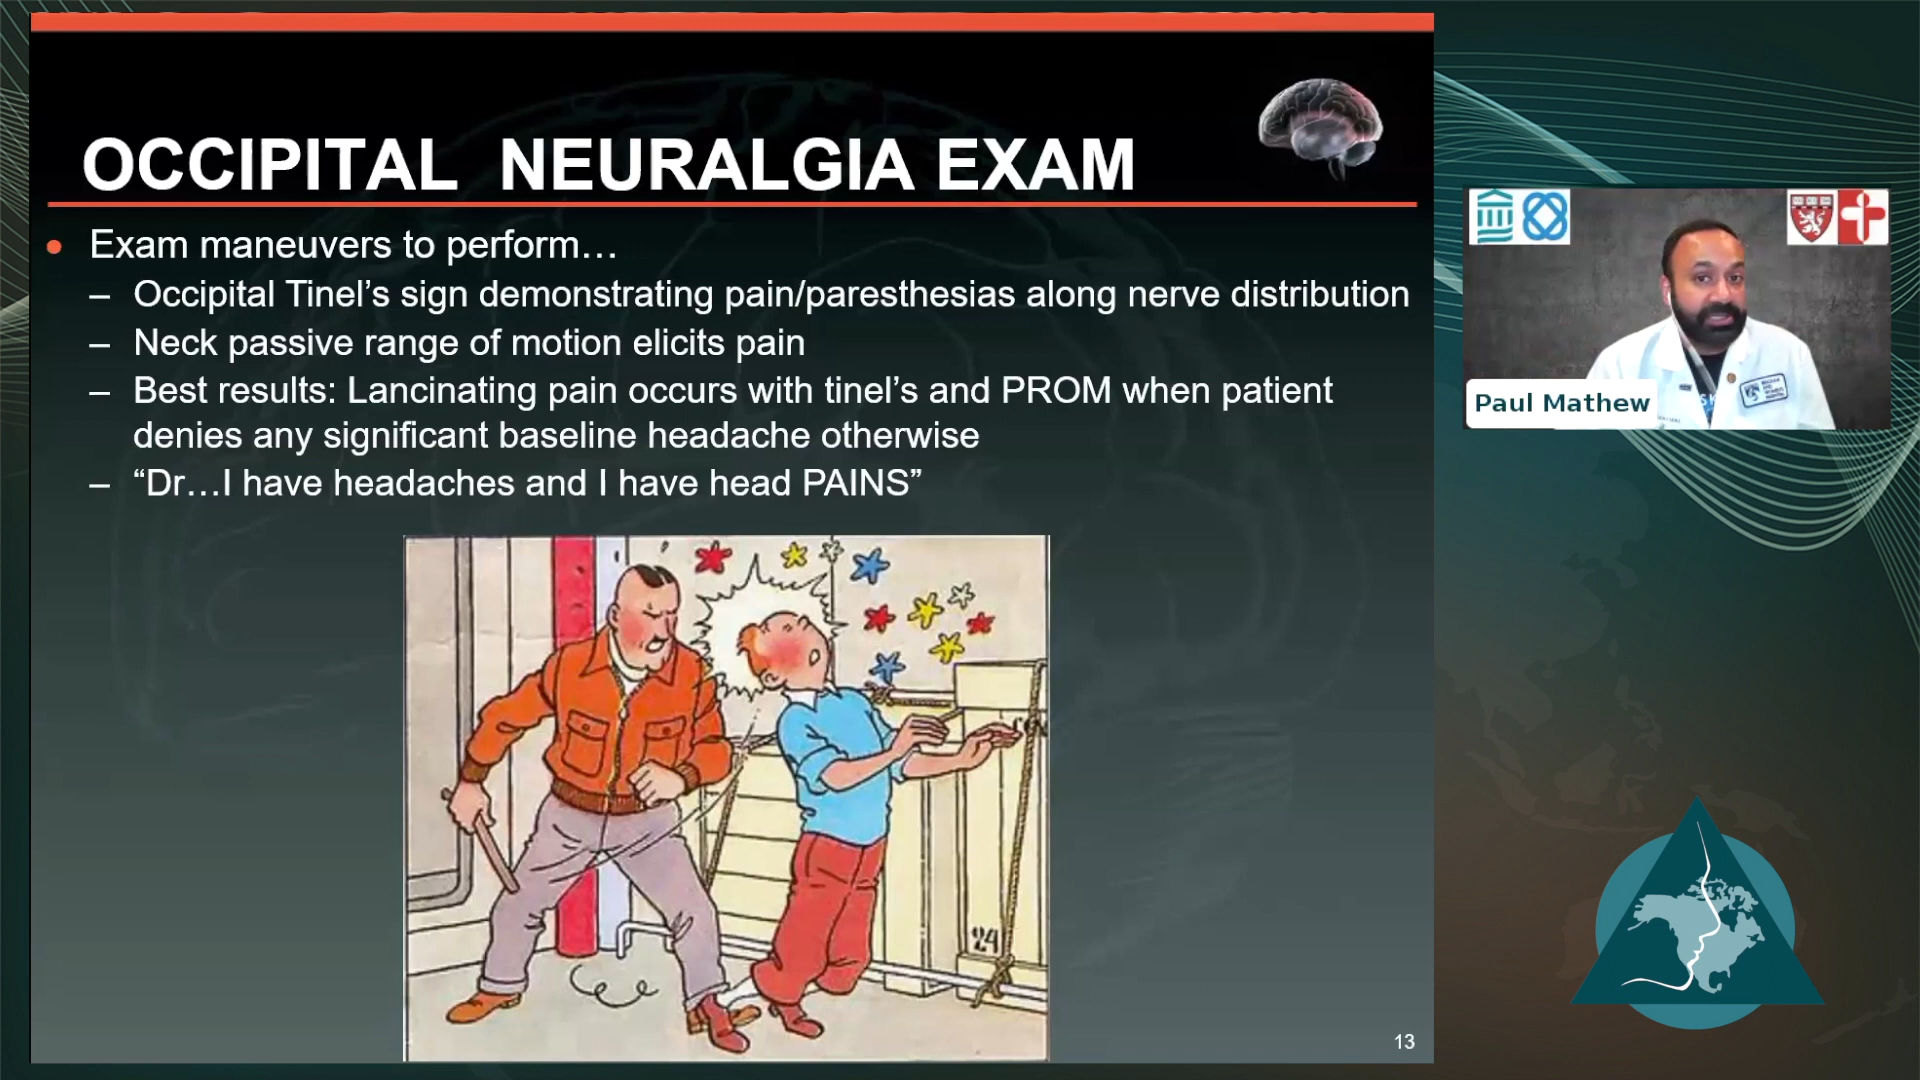 OCCIPITAL NEURALGIA EXAM
• Exam maneuvers to perform…
– Occipital Tinel’s sign demonstrating pain/paresthesias along nerve distribution
– Neck passive range of motion elicits pain
– Best results: Lancinating pain occurs with tinel’s and PROM when patient
denies any significant baseline headache otherwise
– “Dr…I have headaches and I have head PAINS”
24
13
Paul Mathew